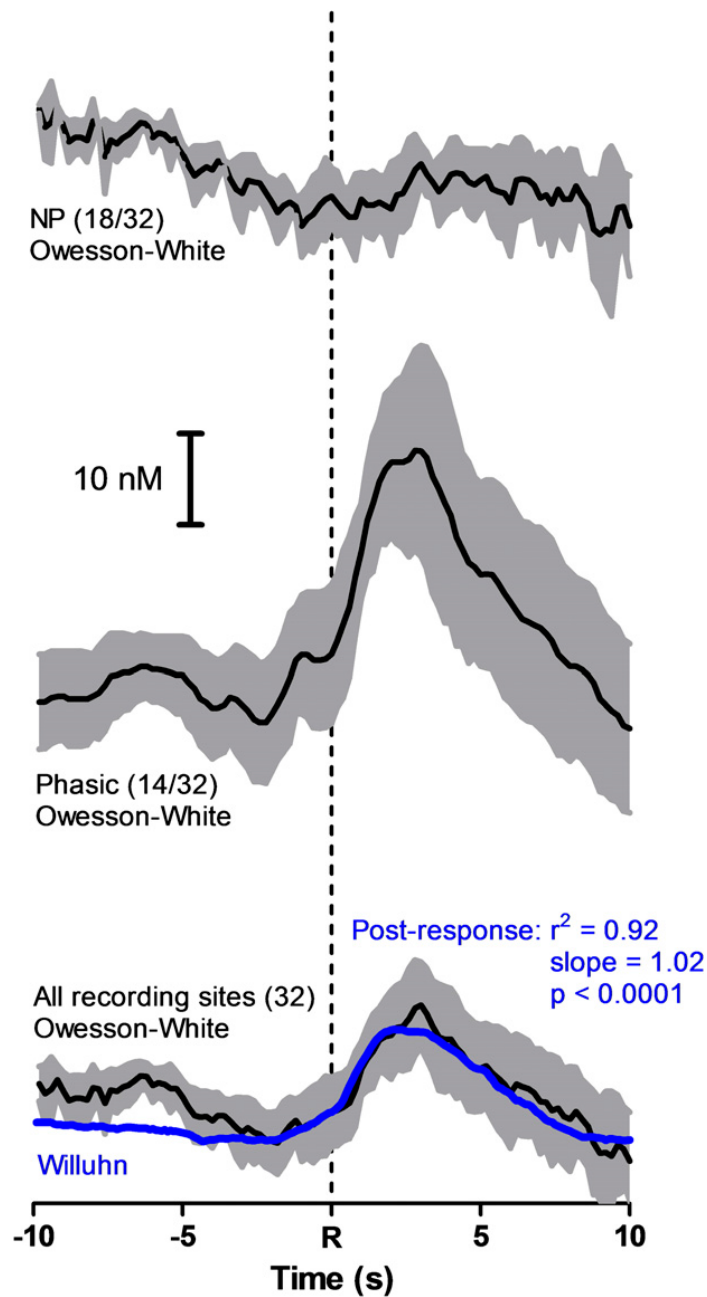 NP (18/32)
Owesson-White
10 nM
Phasic (14/32)
Owesson-White
Post-response: r² = 0.92
slope = 1.02
p < 0.0001
All recording sites (32)
Owesson-White
Willuhn
-10 -5 R 5 10
Time (s)